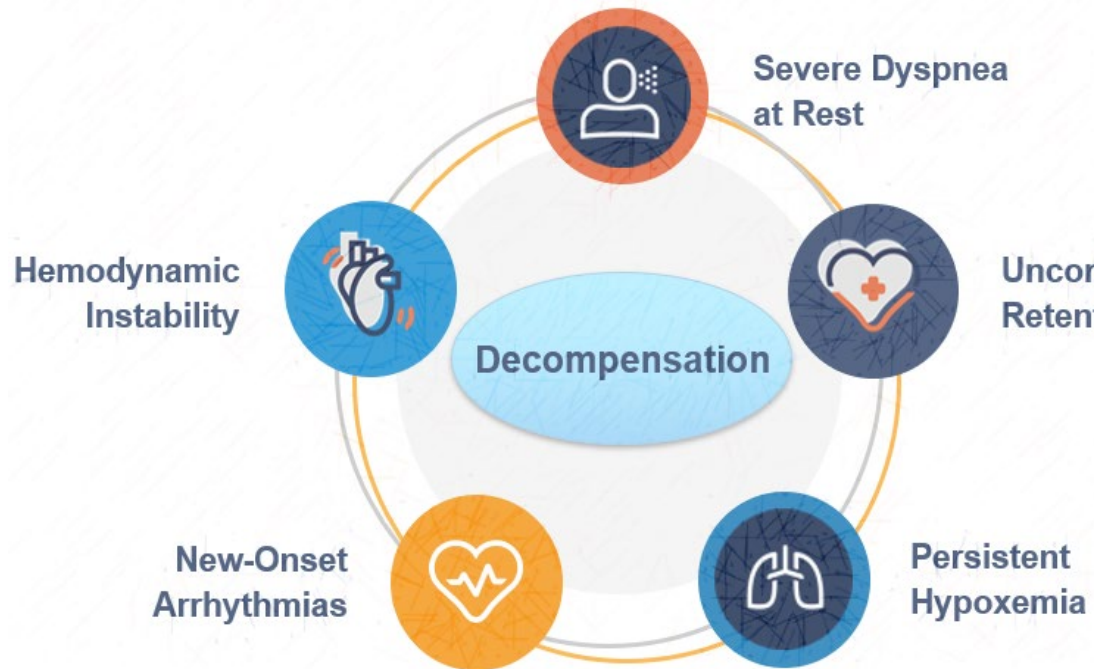 Severe Dyspnea
at Rest
Hemodynamic
Instability
Decompensation
New-Onset
Arrhythmias
Persistent
Hypoxemia